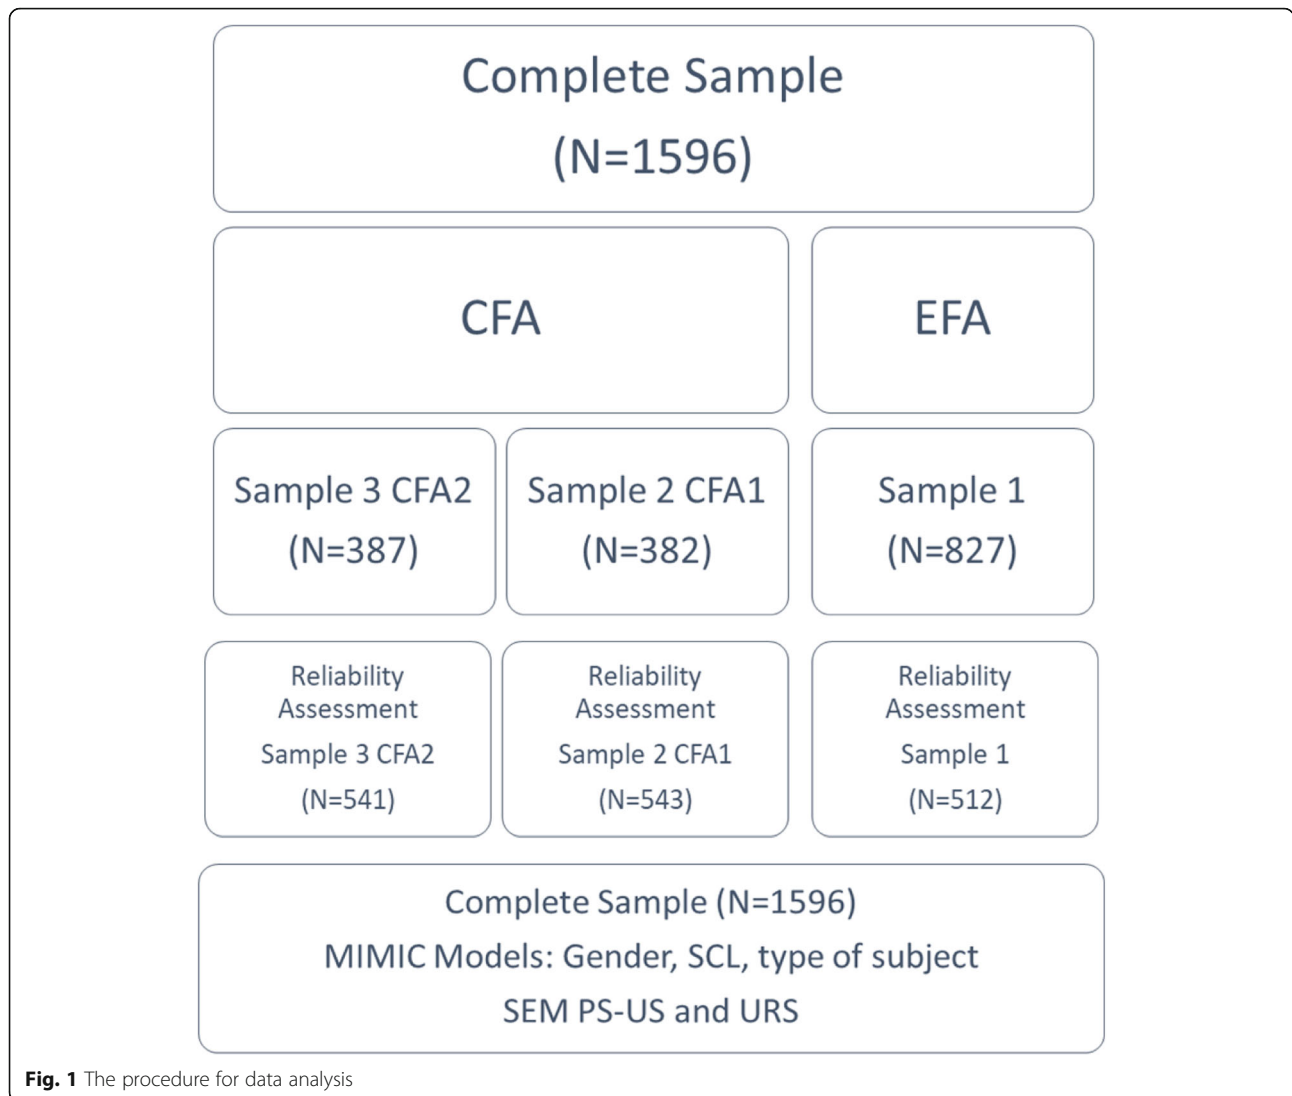 Complete Sample
(N=1596)
CFA
EFA
Sample 3 CFA2
(N=387)
Sample 2 CFA1
(N=382)
Sample 1
(N=827)
Reliability
Assessment
Sample 3 CFA2
(N=541)
Reliability
Assessment
Sample 2 CFA1
(N=543)
Reliability
Assessment
Sample 1
(N=512)
Complete Sample (N=1596)
MIMIC Models: Gender, SCL, type of subject
SEM PS-US and URS
Fig. 1 The procedure for data analysis